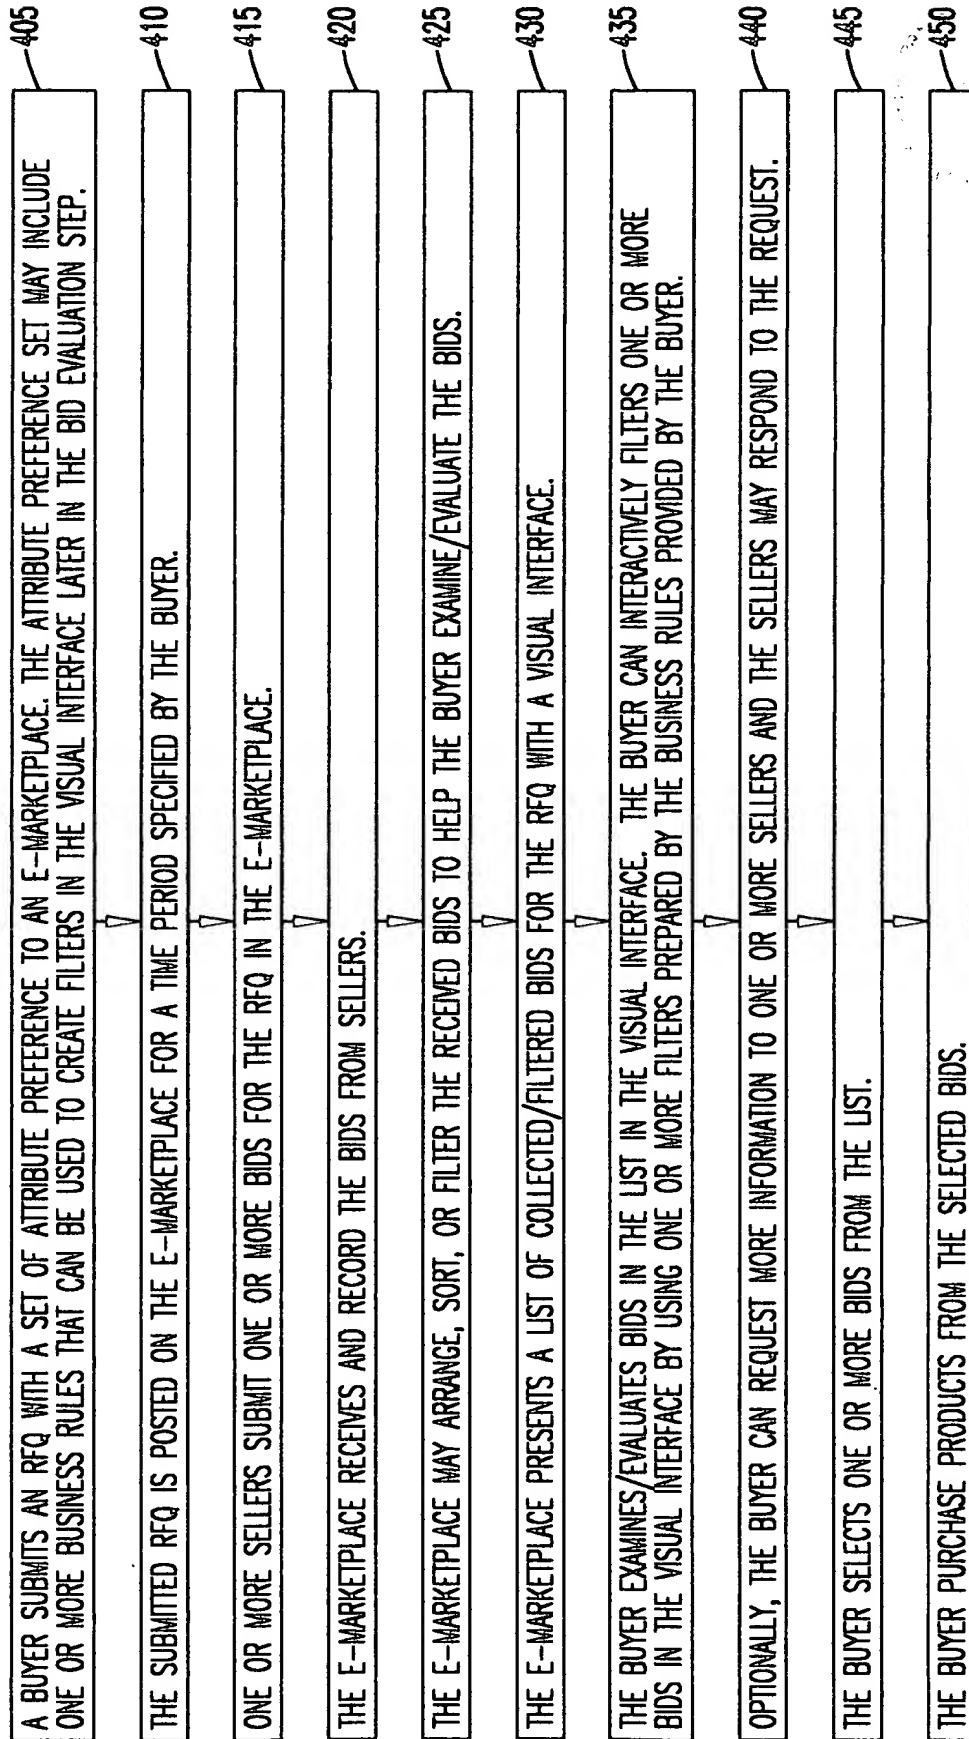 A BUYER SUBMITS AN RFQ WITH A SET OF ATTRIBUTE PREFERENCE TO AN E-MARKETPLACE. THE ATTRIBUTE PREFERENCE SET MAY INCLUDE
ONE OR MORE BUSINESS RULES THAT CAN BE USED TO CREATE FILTERS IN THE VISUAL INTERFACE LATER IN THE BID EVALUATION STEP.
405
THE SUBMITTED RFQ IS POSTED ON THE E-MARKETPLACE FOR A TIME PERIOD SPECIFIED BY THE BUYER.
410
ONE OR MORE SELLERS SUBMIT ONE OR MORE BIDS FOR THE RFQ IN THE E-MARKETPLACE.
415
THE E-MARKETPLACE RECEIVES AND RECORD THE BIDS FROM SELLERS.
420
THE E-MARKETPLACE MAY ARRANGE, SORT, OR FILTER THE RECEIVED BIDS TO HELP THE BUYER EXAMINE/EVALUATE THE BIDS.
425
THE E-MARKETPLACE PRESENTS A LIST OF COLLECTED/FILTERED BIDS FOR THE RFQ WITH A VISUAL INTERFACE.
430
THE BUYER EXAMINES/EVALUATES BIDS IN THE LIST IN THE VISUAL INTERFACE. THE BUYER CAN INTERACTIVELY FILTERS ONE OR MORE
BIDS IN THE VISUAL INTERFACE BY USING ONE OR MORE FILTERS PREPARED BY THE BUSINESS RULES PROVIDED BY THE BUYER.
435
OPTIONALLY, THE BUYER CAN REQUEST MORE INFORMATION TO ONE OR MORE SELLERS AND THE SELLERS MAY RESPOND TO THE REQUEST.
440
THE BUYER SELECTS ONE OR MORE BIDS FROM THE LIST.
445
THE BUYER PURCHASE PRODUCTS FROM THE SELECTED BIDS.
450